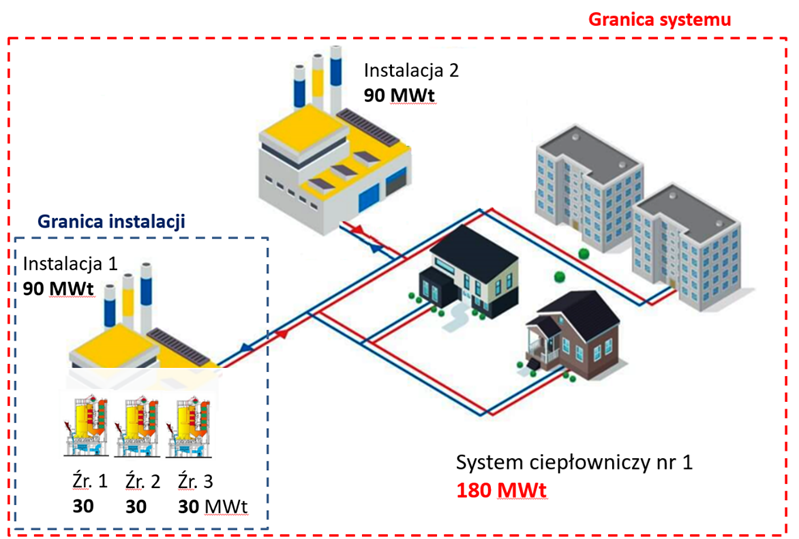 Granica systemu
Instalacja 2
90 MWt
Granica instalacji
Instalacja 1
90 MWt
Źr. 1 Źr. 2 Źr. 3
30 30 30 MWt
System ciepłowniczy nr 1
180 MWt